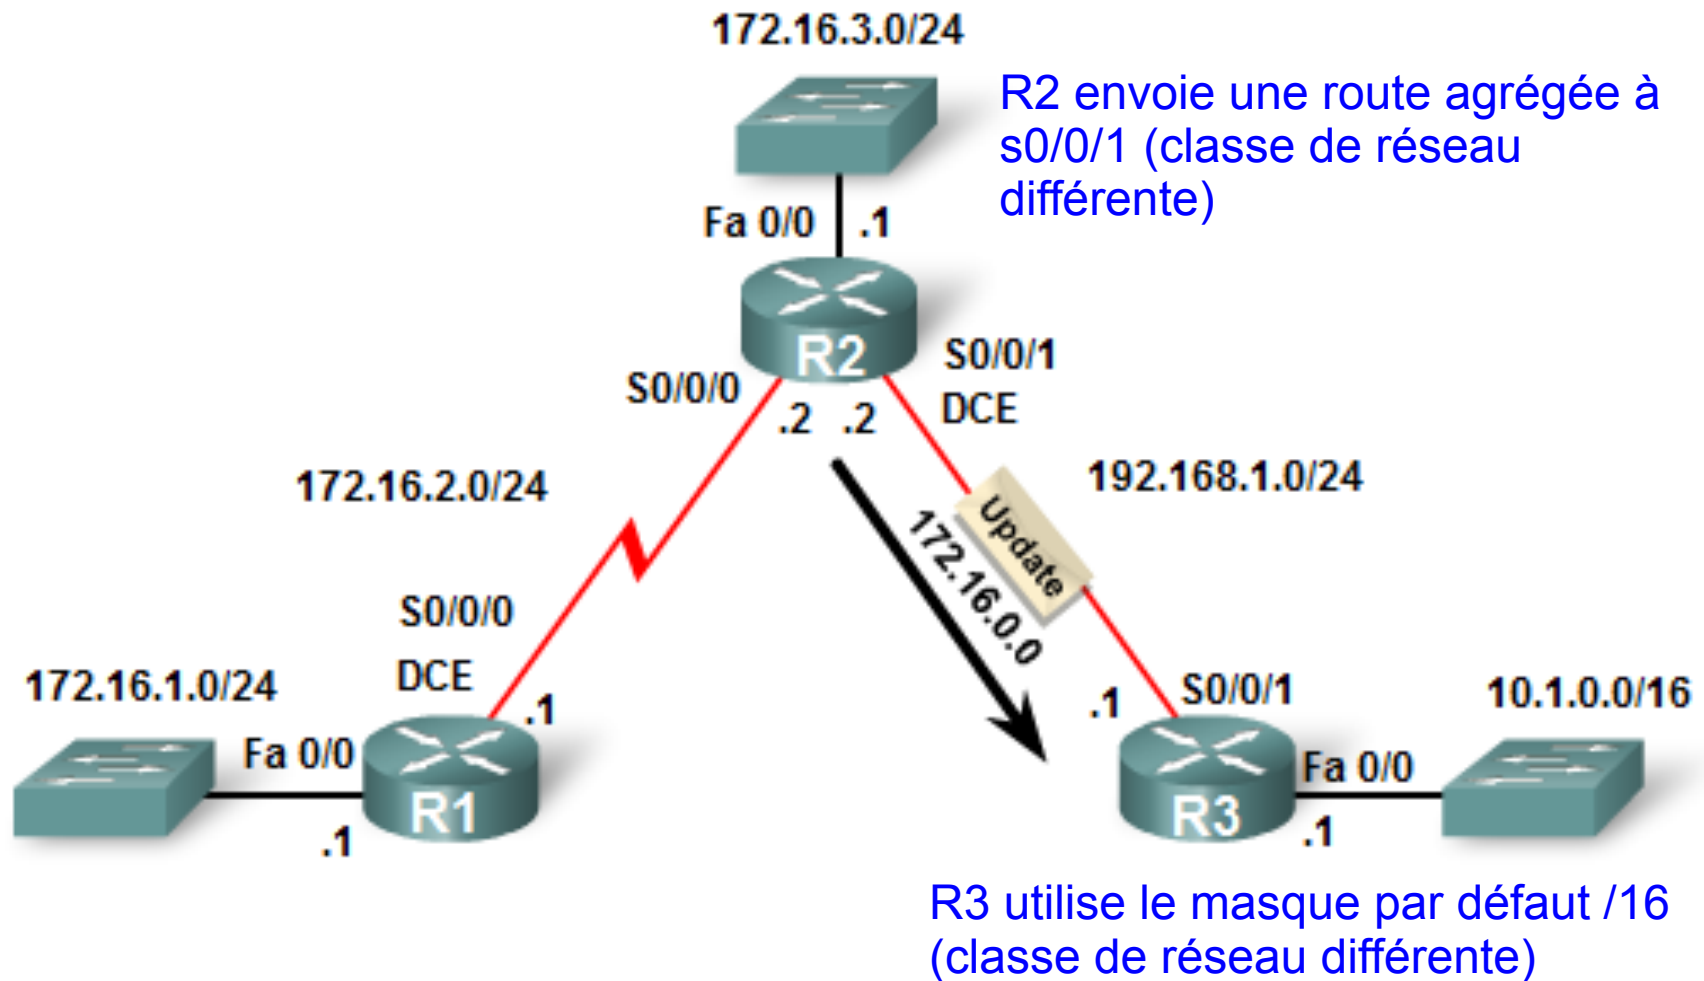 172.16.3.0/24
R2 envoie une route agrégée à
s0/0/1 (classe de réseau
différente)
Fa 0/0
.1
R2
S0/0/0
S0/0/1
DCE
.2
.2
172.16.2.0/24
192.168.1.0/24
Update
172.16.0.0
S0/0/0
DCE
.1
172.16.1.0/24
Fa 0/0
R1
.1
.1
S0/0/1
10.1.0.0/16
R3
Fa 0/0
.1
R3 utilise le masque par défaut /16
(classe de réseau différente)